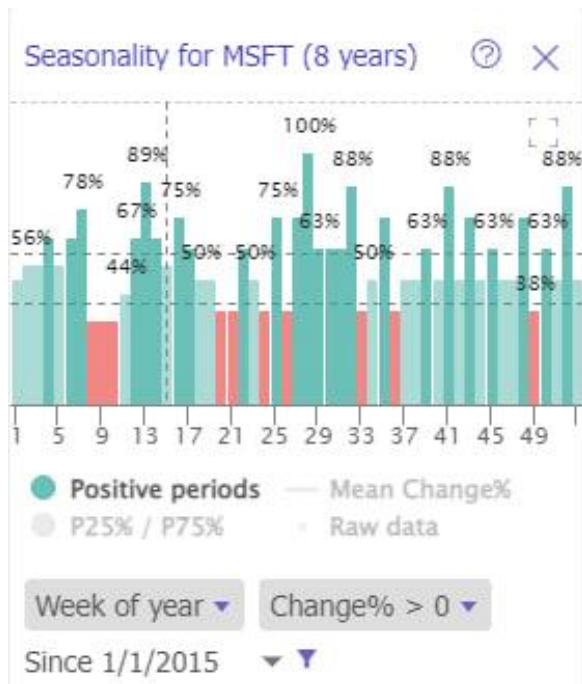 Seasonality for MSFT (8 years) ?
100%
89% 88% 88% 88%
78% 75% 75%
67% 63% 63% 63% 63%
56% 50% 50% 50%
44% 38%
1 5 9 13 17 21 25 29 33 37 41 45 49
Positive periods Mean Change%
P25% / P75% Raw data
Week of year Change% > 0
Since 1/1/2015